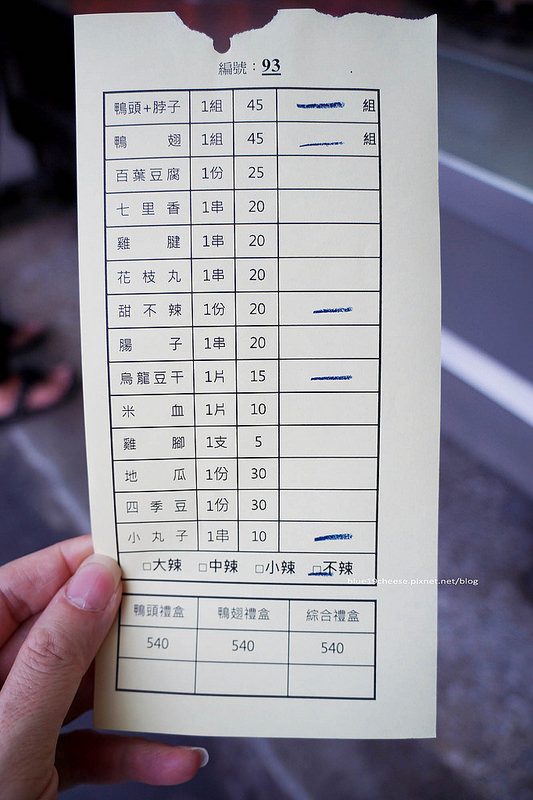 編號：93
鴨頭+脖子 1組 45 組
鴨翅 1組 45 組
百葉豆腐 1份 25
七里香 1串 20
雞腱 1串 20
花枝丸 1串 20
甜不辣 1份 20
腸子 1串 20
烏龍豆干 1片 15
米血 1片 10
雞腳 1支 5
地瓜 1份 30
四季豆 1份 30
小丸子 1串 10
□大辣 □中辣 □小辣 □不辣
blue19cheese.pixnet.net/blog
鴨頭禮盒 鴨翅禮盒 綜合禮盒
540 540 540